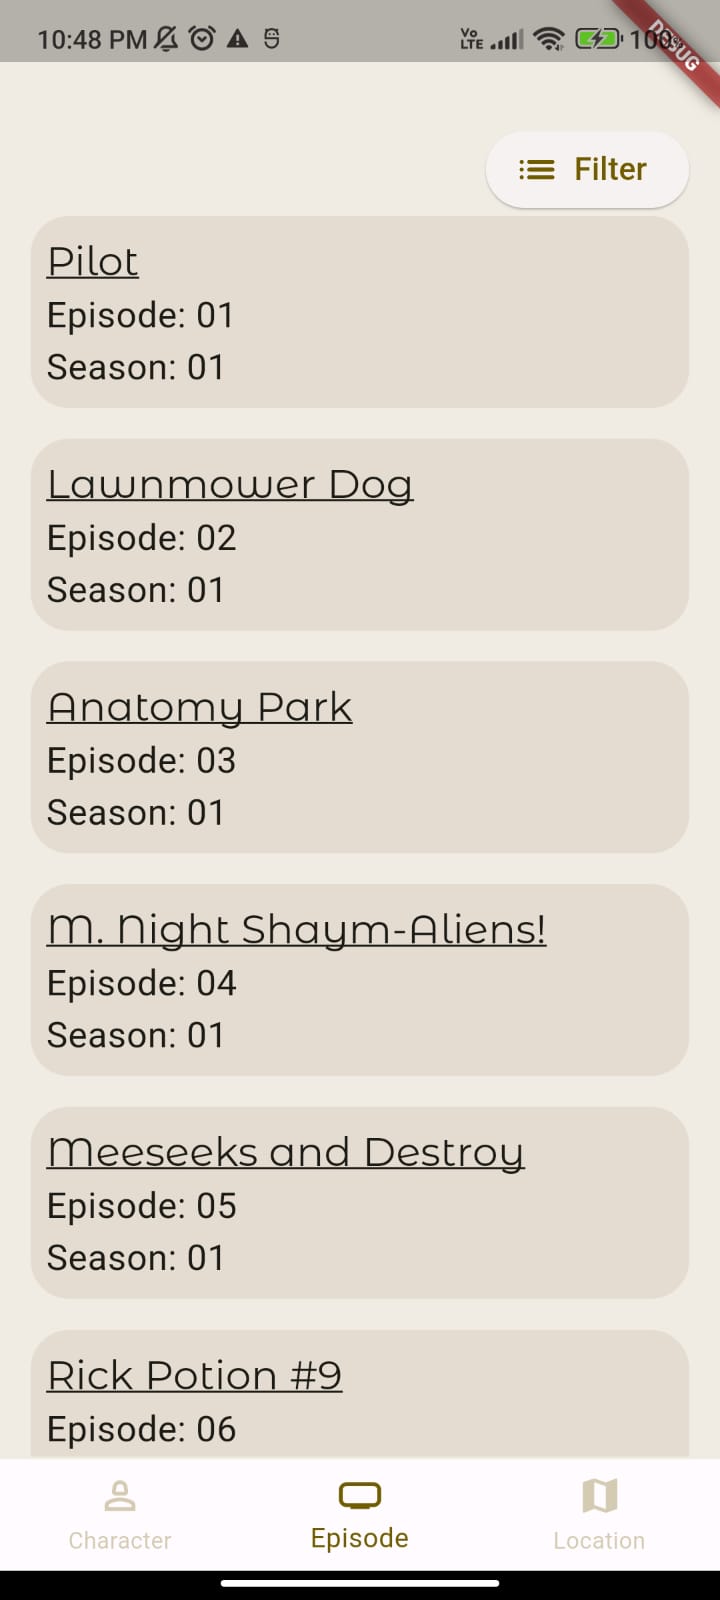 10:48 PM
Vo
LTE
100%
DEBUG
Filter
Pilot
Episode: 01
Season: 01
Lawnmower Dog
Episode: 02
Season: 01
Anatomy Park
Episode: 03
Season: 01
M. Night Shaym-Aliens!
Episode: 04
Season: 01
Meeseeks and Destroy
Episode: 05
Season: 01
Rick Potion #9
Episode: 06
Character
Episode
Location